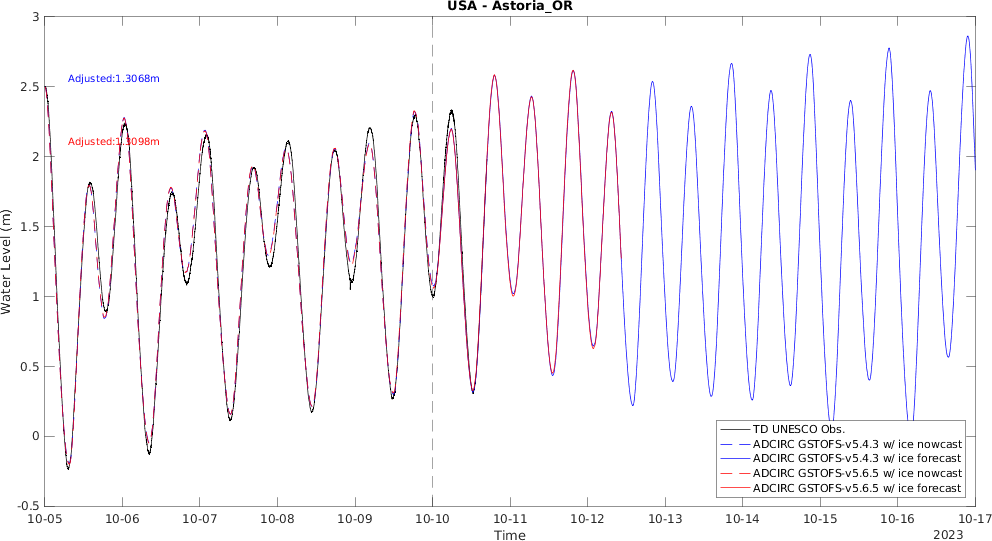 USA - Astoria_OR
3
2.5
2
1.5
1
0.5
0
-0.5
Water Level (m)
Adjusted:1.3068m
Adjusted:1.3098m
TD UNESCO Obs.
ADCIRC GSTOFS-v5.4.3 w/ ice nowcast
ADCIRC GSTOFS-v5.4.3 w/ ice forecast
ADCIRC GSTOFS-v5.6.5 w/ ice nowcast
ADCIRC GSTOFS-v5.6.5 w/ ice forecast
10-05 10-06 10-07 10-08 10-09 10-10 10-11 10-12 10-13 10-14 10-15 10-16 10-17
Time
2023